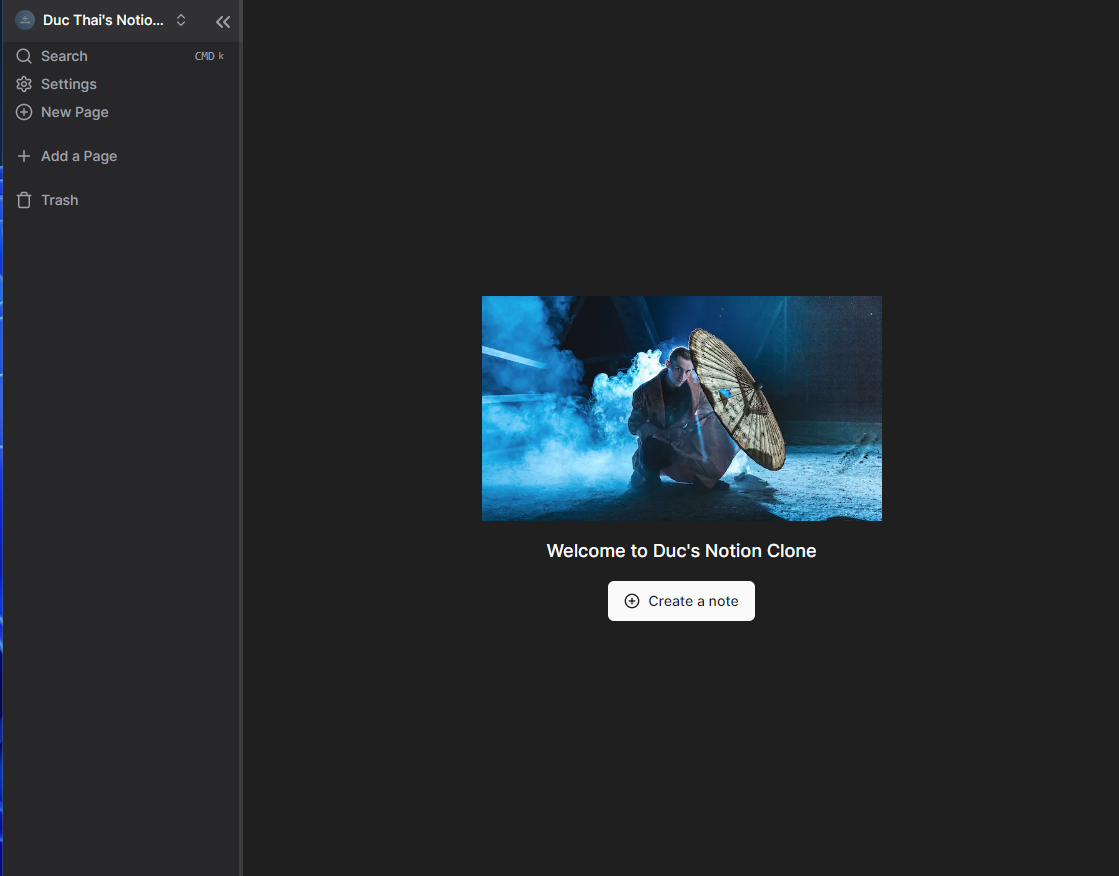 Duc Thai's Notio...
Search CMD k
Settings
New Page
Add a Page
Trash
Welcome to Duc's Notion Clone
Create a note